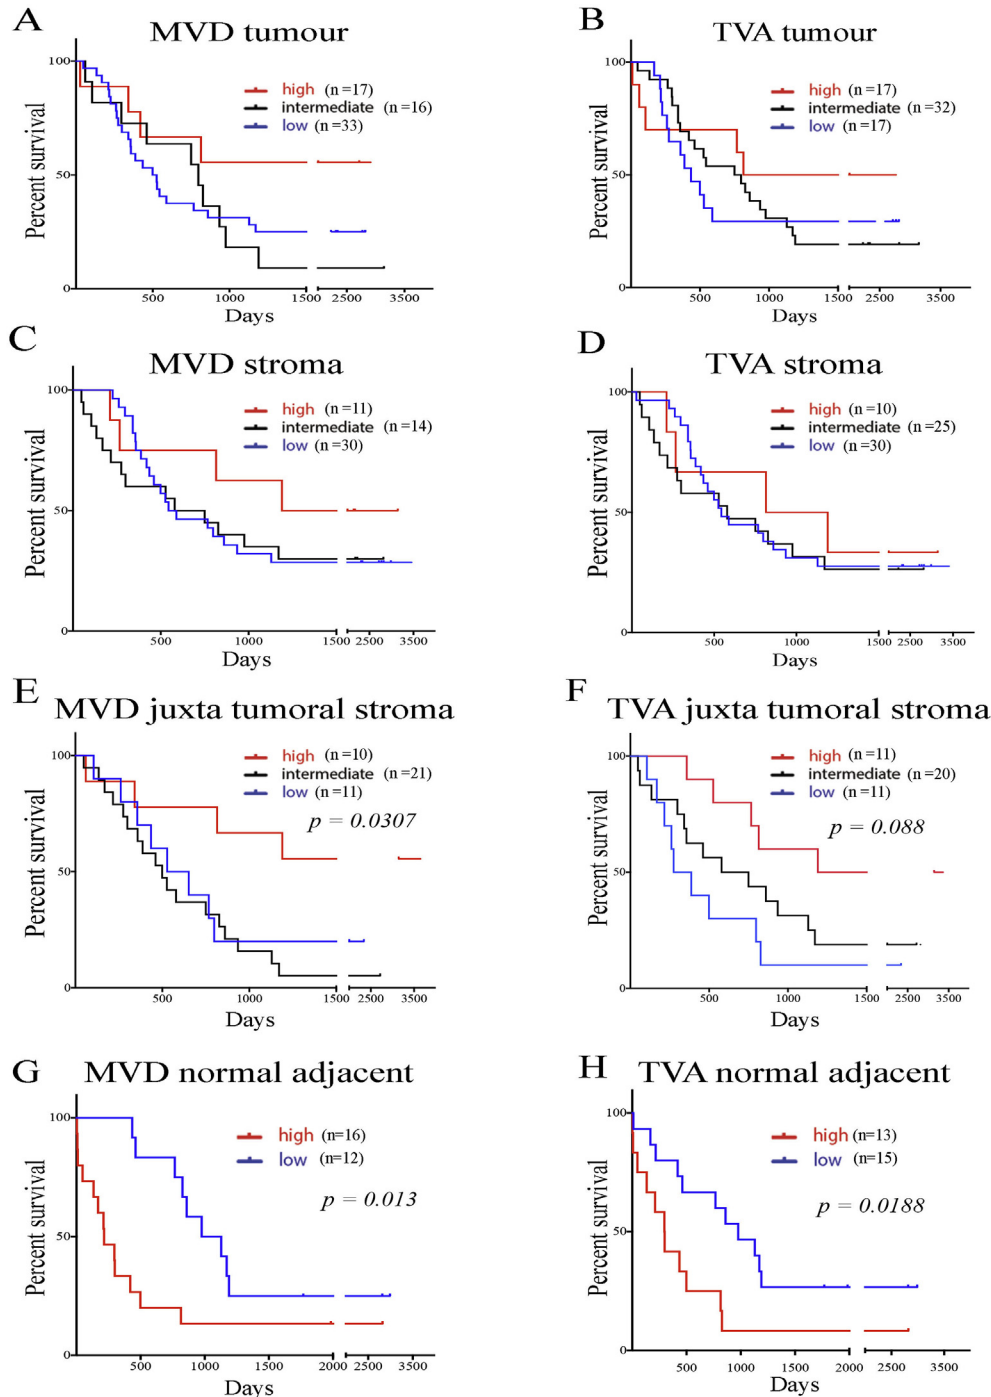 A
MVD tumour
Percent survival
100
50
0
high (n =17)
intermediate (n =16)
low (n =33)
500 1000 1500 2500 3500
Days
B
TVA tumour
Percent survival
100
50
0
high (n =17)
intermediate (n =32)
low (n =17)
500 1000 1500 2500 3500
Days
C
MVD stroma
Percent survival
100
50
0
high (n =11)
intermediate (n =14)
low (n =30)
500 1000 1500 2500 3500
Days
D
TVA stroma
Percent survival
100
50
0
high (n =10)
intermediate (n =25)
low (n =30)
500 1000 1500 2500 3500
Days
E
MVD juxta tumoral stroma
Percent survival
100
50
0
high (n =10)
intermediate (n =21)
low (n =11)
p = 0.0307
500 1000 1500 2500 3500
Days
F
TVA juxta tumoral stroma
Percent survival
100
50
0
high (n =11)
intermediate (n =20)
low (n =11)
p = 0.088
500 1000 1500 2500 3500
Days
G
MVD normal adjacent
Percent survival
100
50
0
high (n=16)
low (n=12)
p = 0.013
500 1000 1500 2000 2500 3500
Days
H
TVA normal adjacent
Percent survival
100
50
0
high (n=13)
low (n=15)
p = 0.0188
500 1000 1500 2000 2500 3500
Days